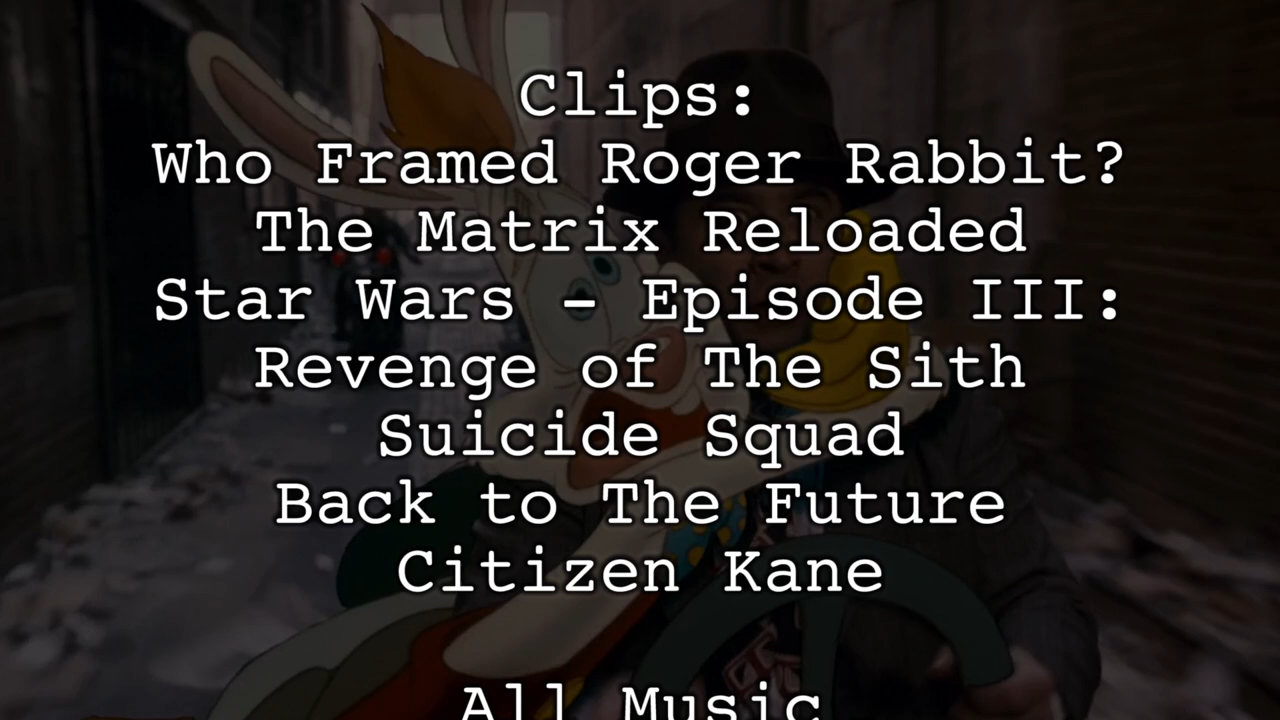 Clips:
Who Framed Roger Rabbit?
The Matrix Reloaded
Star Wars - Episode III:
Revenge of The Sith
Suicide Squad
Back to The Future
Citizen Kane
All Music